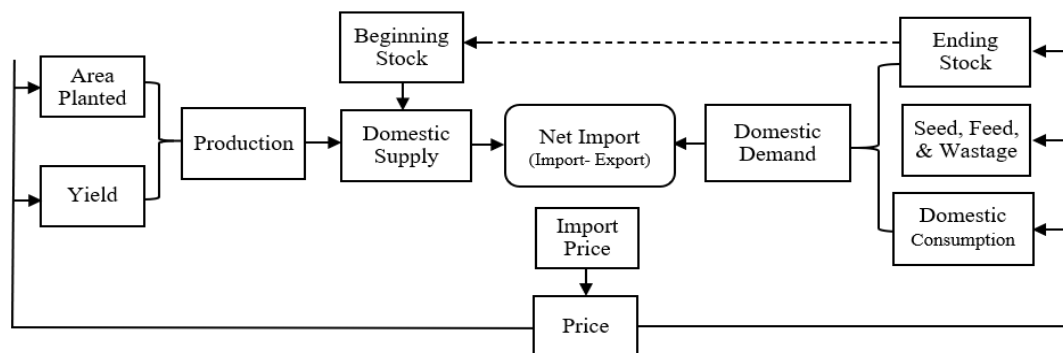 Beginning
Stock
Ending
Stock
Area
Planted
Production
Domestic
Supply
Net Import
(Import- Export)
Domestic
Demand
Seed, Feed,
& Wastage
Yield
Domestic
Consumption
Import
Price
Price